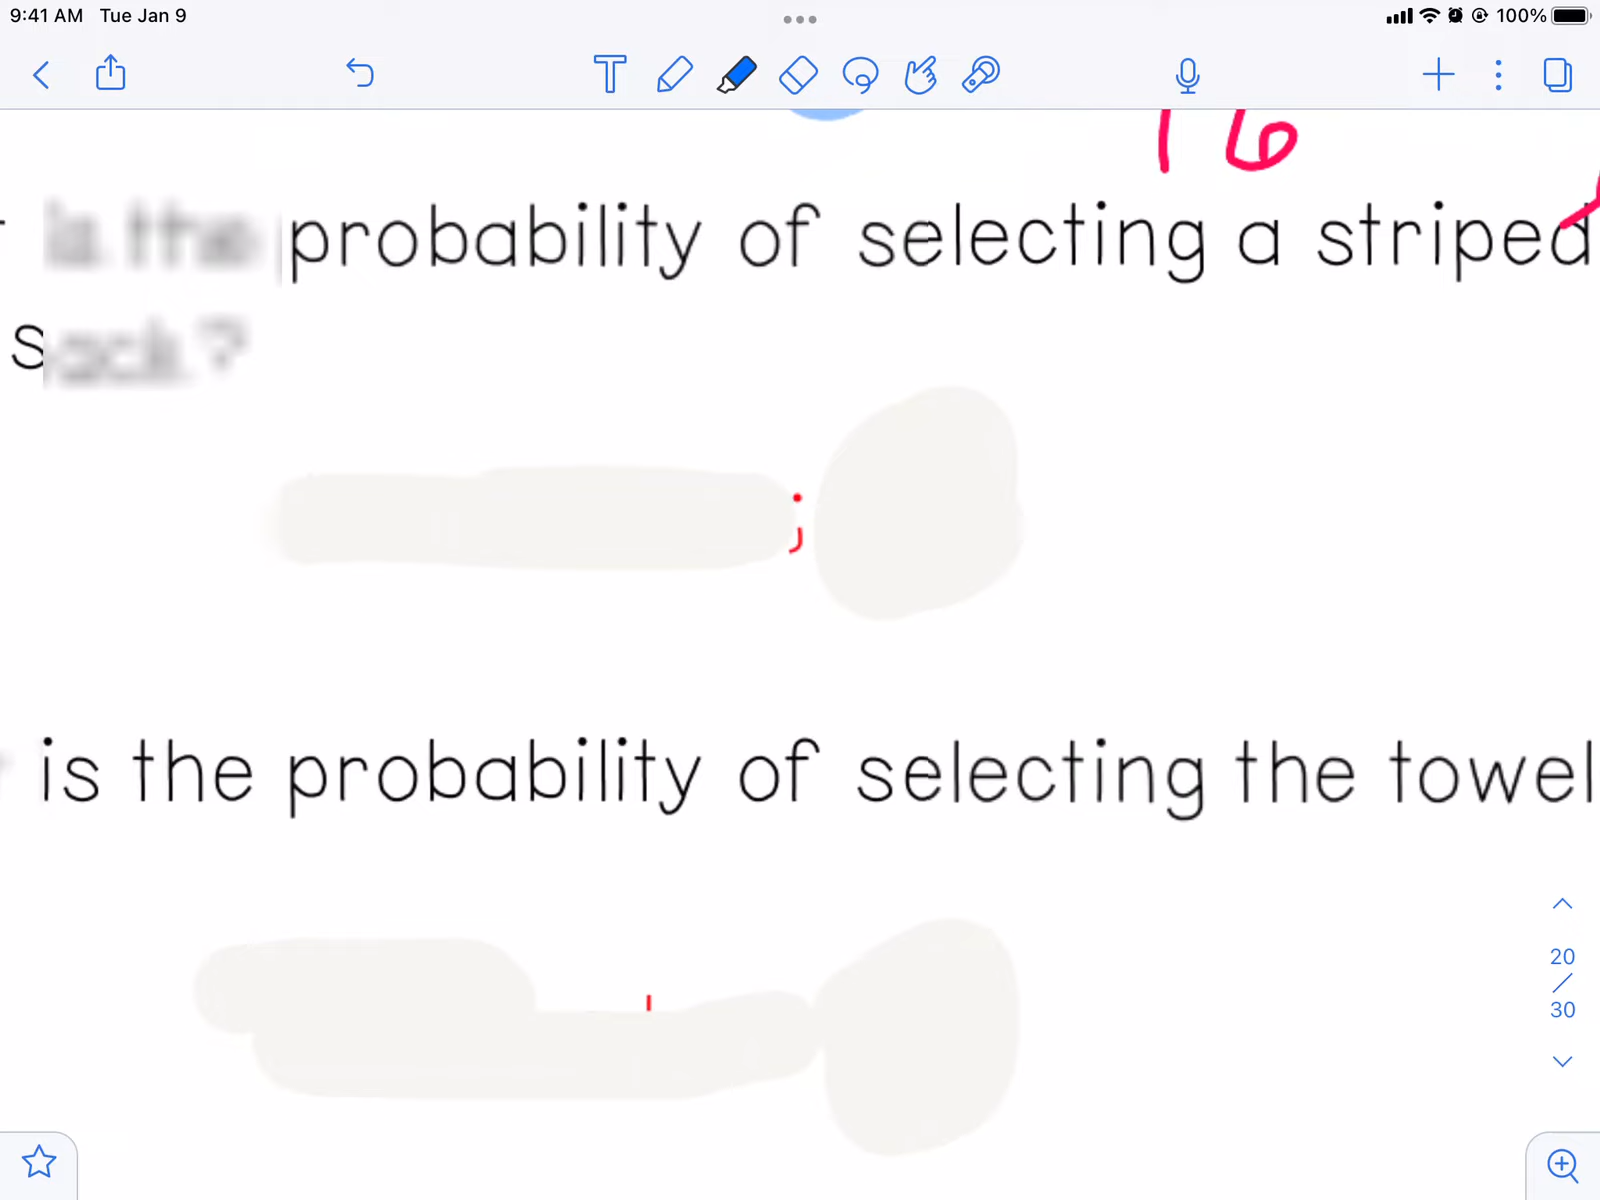 9:41 AM Tue Jan 9
100%
16
probability of selecting a striped
;
is the probability of selecting the towel
20
/
30